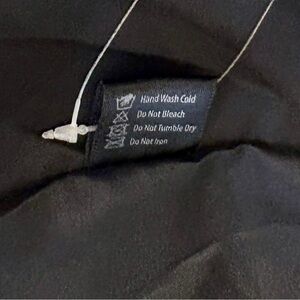 Hand Wash Cold
Do Not Bleach
Do Not Tumble Dry
Do Not Iron